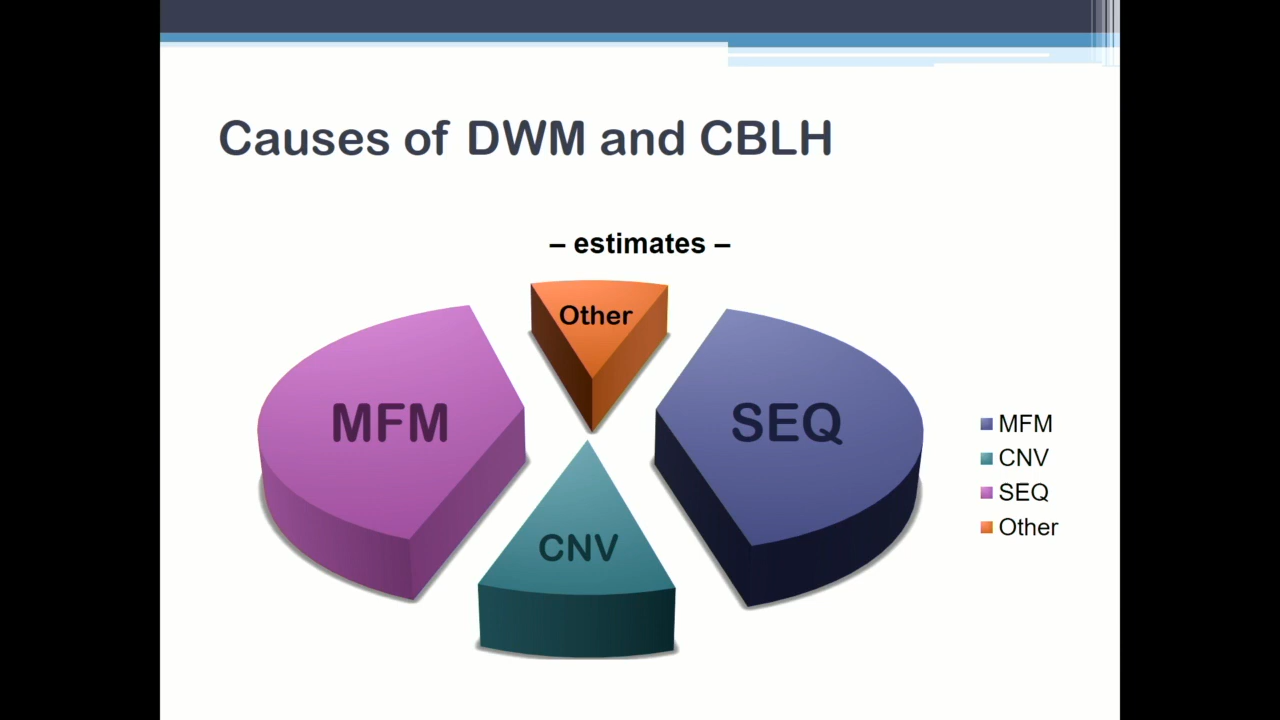 Causes of DWM and CBLH
– estimates –
Other
MFM
SEQ
CNV
MFM
CNV
SEQ
Other